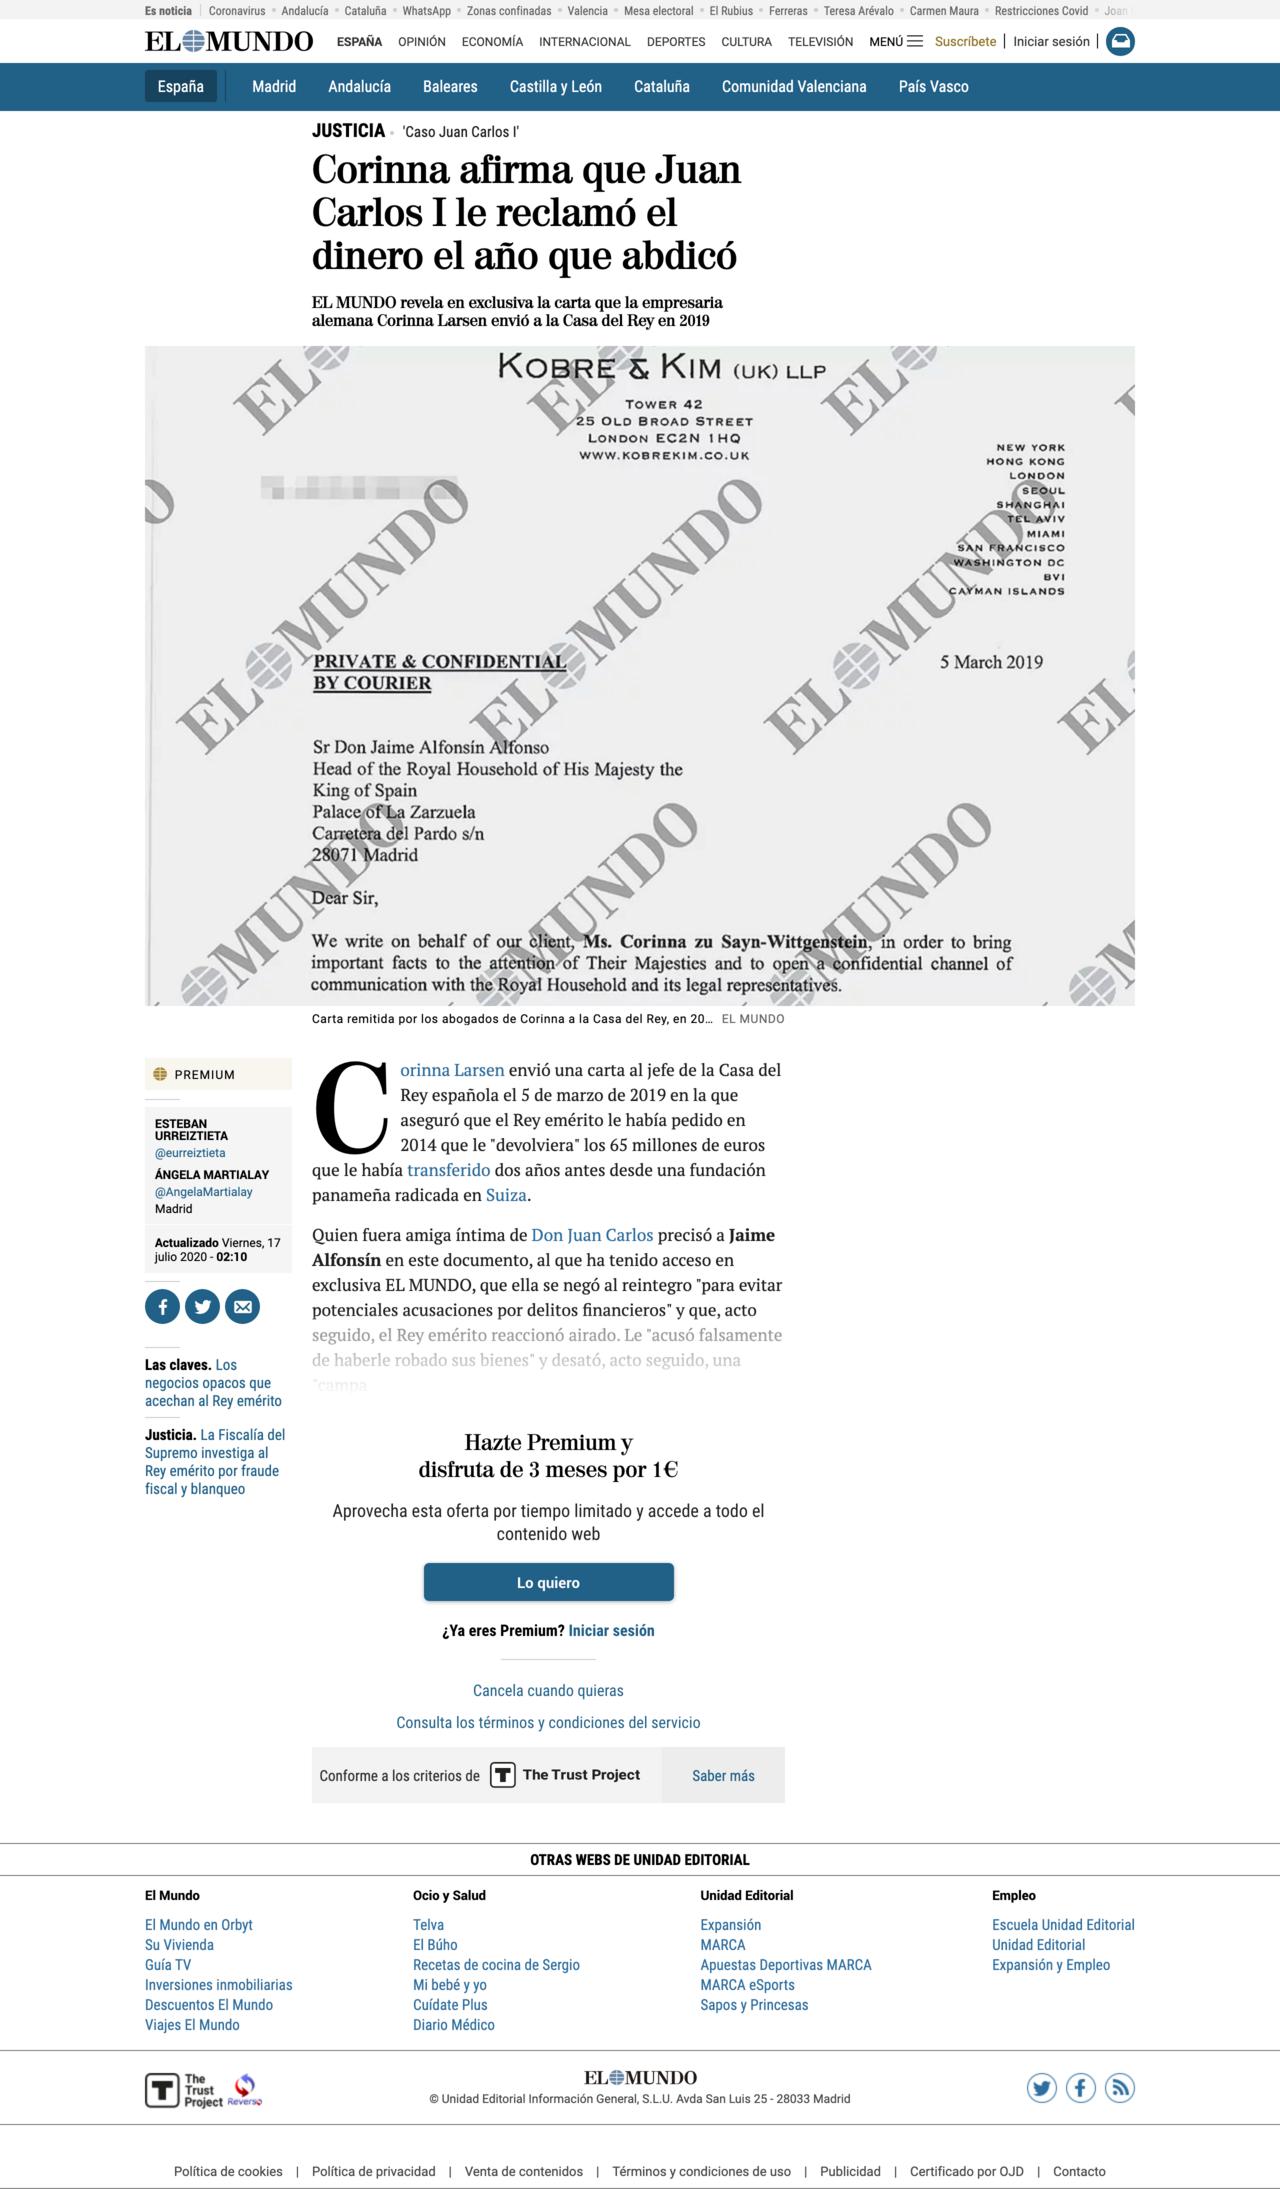 Es noticia Coronavirus Andalucía Cataluña WhatsApp Zonas confinadas Valencia Mesa electoral El Rubius Ferreras Teresa Arévalo Carmen Maura Restricciones Covid Joan
EL MUNDO ESPAÑA OPINIÓN ECONOMÍA INTERNACIONAL DEPORTES CULTURA TELEVISIÓN MENÚ Suscríbete | Iniciar sesión |
España Madrid Andalucía Baleares Castilla y León Cataluña Comunidad Valenciana País Vasco
JUSTICIA 'Caso Juan Carlos I'
Corinna afirma que Juan
Carlos I le reclamó el
dinero el año que abdicó
EL MUNDO revela en exclusiva la carta que la empresaria
alemana Corinna Larsen envió a la Casa del Rey en 2019
KOBRE & KIM (UK) LLP
TOWER 42
25 OLD BROAD STREET
LONDON EC2N 1HQ
WWW.KOBREKIM.CO.UK
NEW YORK
HONG KONG
LONDON
SEOUL
SHANGHAI
TEL AVIV
MIAMI
SAN FRANCISCO
WASHINGTON DC
BVI
CAYMAN ISLANDS
EL MUNDO
EL MUNDO
EL MUNDO
PRIVATE & CONFIDENTIAL
BY COURIER
5 March 2019
Sr Don Jaime Alfonsín Alfonso
Head of the Royal Household of His Majesty the
King of Spain
Palace of La Zarzuela
Carretera del Pardo s/n
28071 Madrid
Dear Sir,
We write on behalf of our client, Ms. Corinna zu Sayn-Wittgenstein, in order to bring
important facts to the attention of Their Majesties and to open a confidential channel of
communication with the Royal Household and its legal representatives.
Carta remitida por los abogados de Corinna a la Casa del Rey, en 20... EL MUNDO
PREMIUM
ESTEBAN
URREIZTIETA
@eurreiztieta
ÁNGELA MARTIALAY
@AngelaMartialay
Madrid
Actualizado Viernes, 17
julio 2020 - 02:10
Las claves. Los
negocios opacos que
acechan al Rey emérito
Justicia. La Fiscalía del
Supremo investiga al
Rey emérito por fraude
fiscal y blanqueo
Corinna Larsen envió una carta al jefe de la Casa del
Rey española el 5 de marzo de 2019 en la que
aseguró que el Rey emérito le había pedido en
2014 que le "devolviera" los 65 millones de euros
que le había transferido dos años antes desde una fundación
panameña radicada en Suiza.
Quien fuera amiga íntima de Don Juan Carlos precisó a Jaime
Alfonsín en este documento, al que ha tenido acceso en
exclusiva EL MUNDO, que ella se negó al reintegro "para evitar
potenciales acusaciones por delitos financieros" y que, acto
seguido, el Rey emérito reaccionó airado. Le "acusó falsamente
de haberle robado sus bienes" y desató, acto seguido, una
"campa
Hazte Premium y
disfruta de 3 meses por 1€
Aprovecha esta oferta por tiempo limitado y accede a todo el
contenido web
Lo quiero
¿Ya eres Premium? Iniciar sesión
Cancela cuando quieras
Consulta los términos y condiciones del servicio
Conforme a los criterios de T The Trust Project Saber más
OTRAS WEBS DE UNIDAD EDITORIAL
El Mundo
El Mundo en Orbyt
Su Vivienda
Guía TV
Inversiones inmobiliarias
Descuentos El Mundo
Viajes El Mundo
Ocio y Salud
Telva
El Búho
Recetas de cocina de Sergio
Mi bebé y yo
Cuídate Plus
Diario Médico
Unidad Editorial
Expansión
MARCA
Apuestas Deportivas MARCA
MARCA eSports
Sapos y Princesas
Empleo
Escuela Unidad Editorial
Unidad Editorial
Expansión y Empleo
T The
Trust
Project
Reverso
EL MUNDO
© Unidad Editorial Información General, S.L.U. Avda San Luis 25 - 28033 Madrid
Política de cookies | Política de privacidad | Venta de contenidos | Términos y condiciones de uso | Publicidad | Certificado por OJD | Contacto